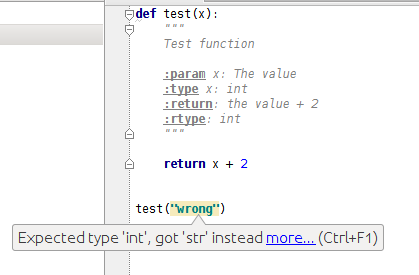 def test(x):
"""
Test function
:param x: The value
:type x: int
:return: the value + 2
:rtype: int
"""
return x + 2
test("wrong")
Expected type 'int', got 'str' instead more... (Ctrl+F1)